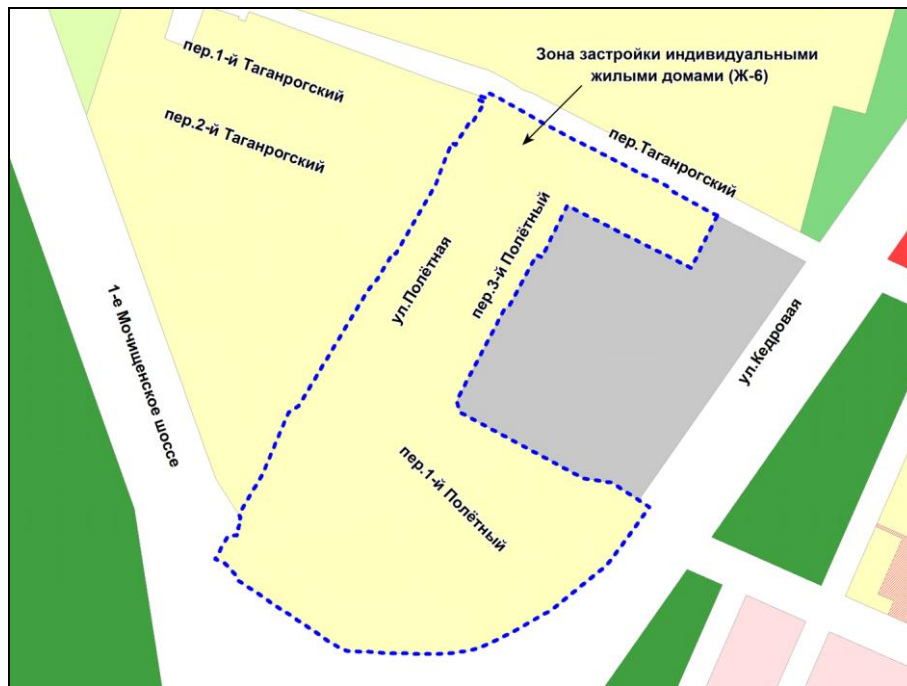 пер.1-й Таганрогский
Зона застройки индивидуальными
жилыми домами (Ж-6)
пер.2-й Таганрогский
пер.Таганрогский
пер.3-й Полётный
ул.Полётная
1-е Мочищенское шоссе
ул.Кедровая
пер.1-й Полётный